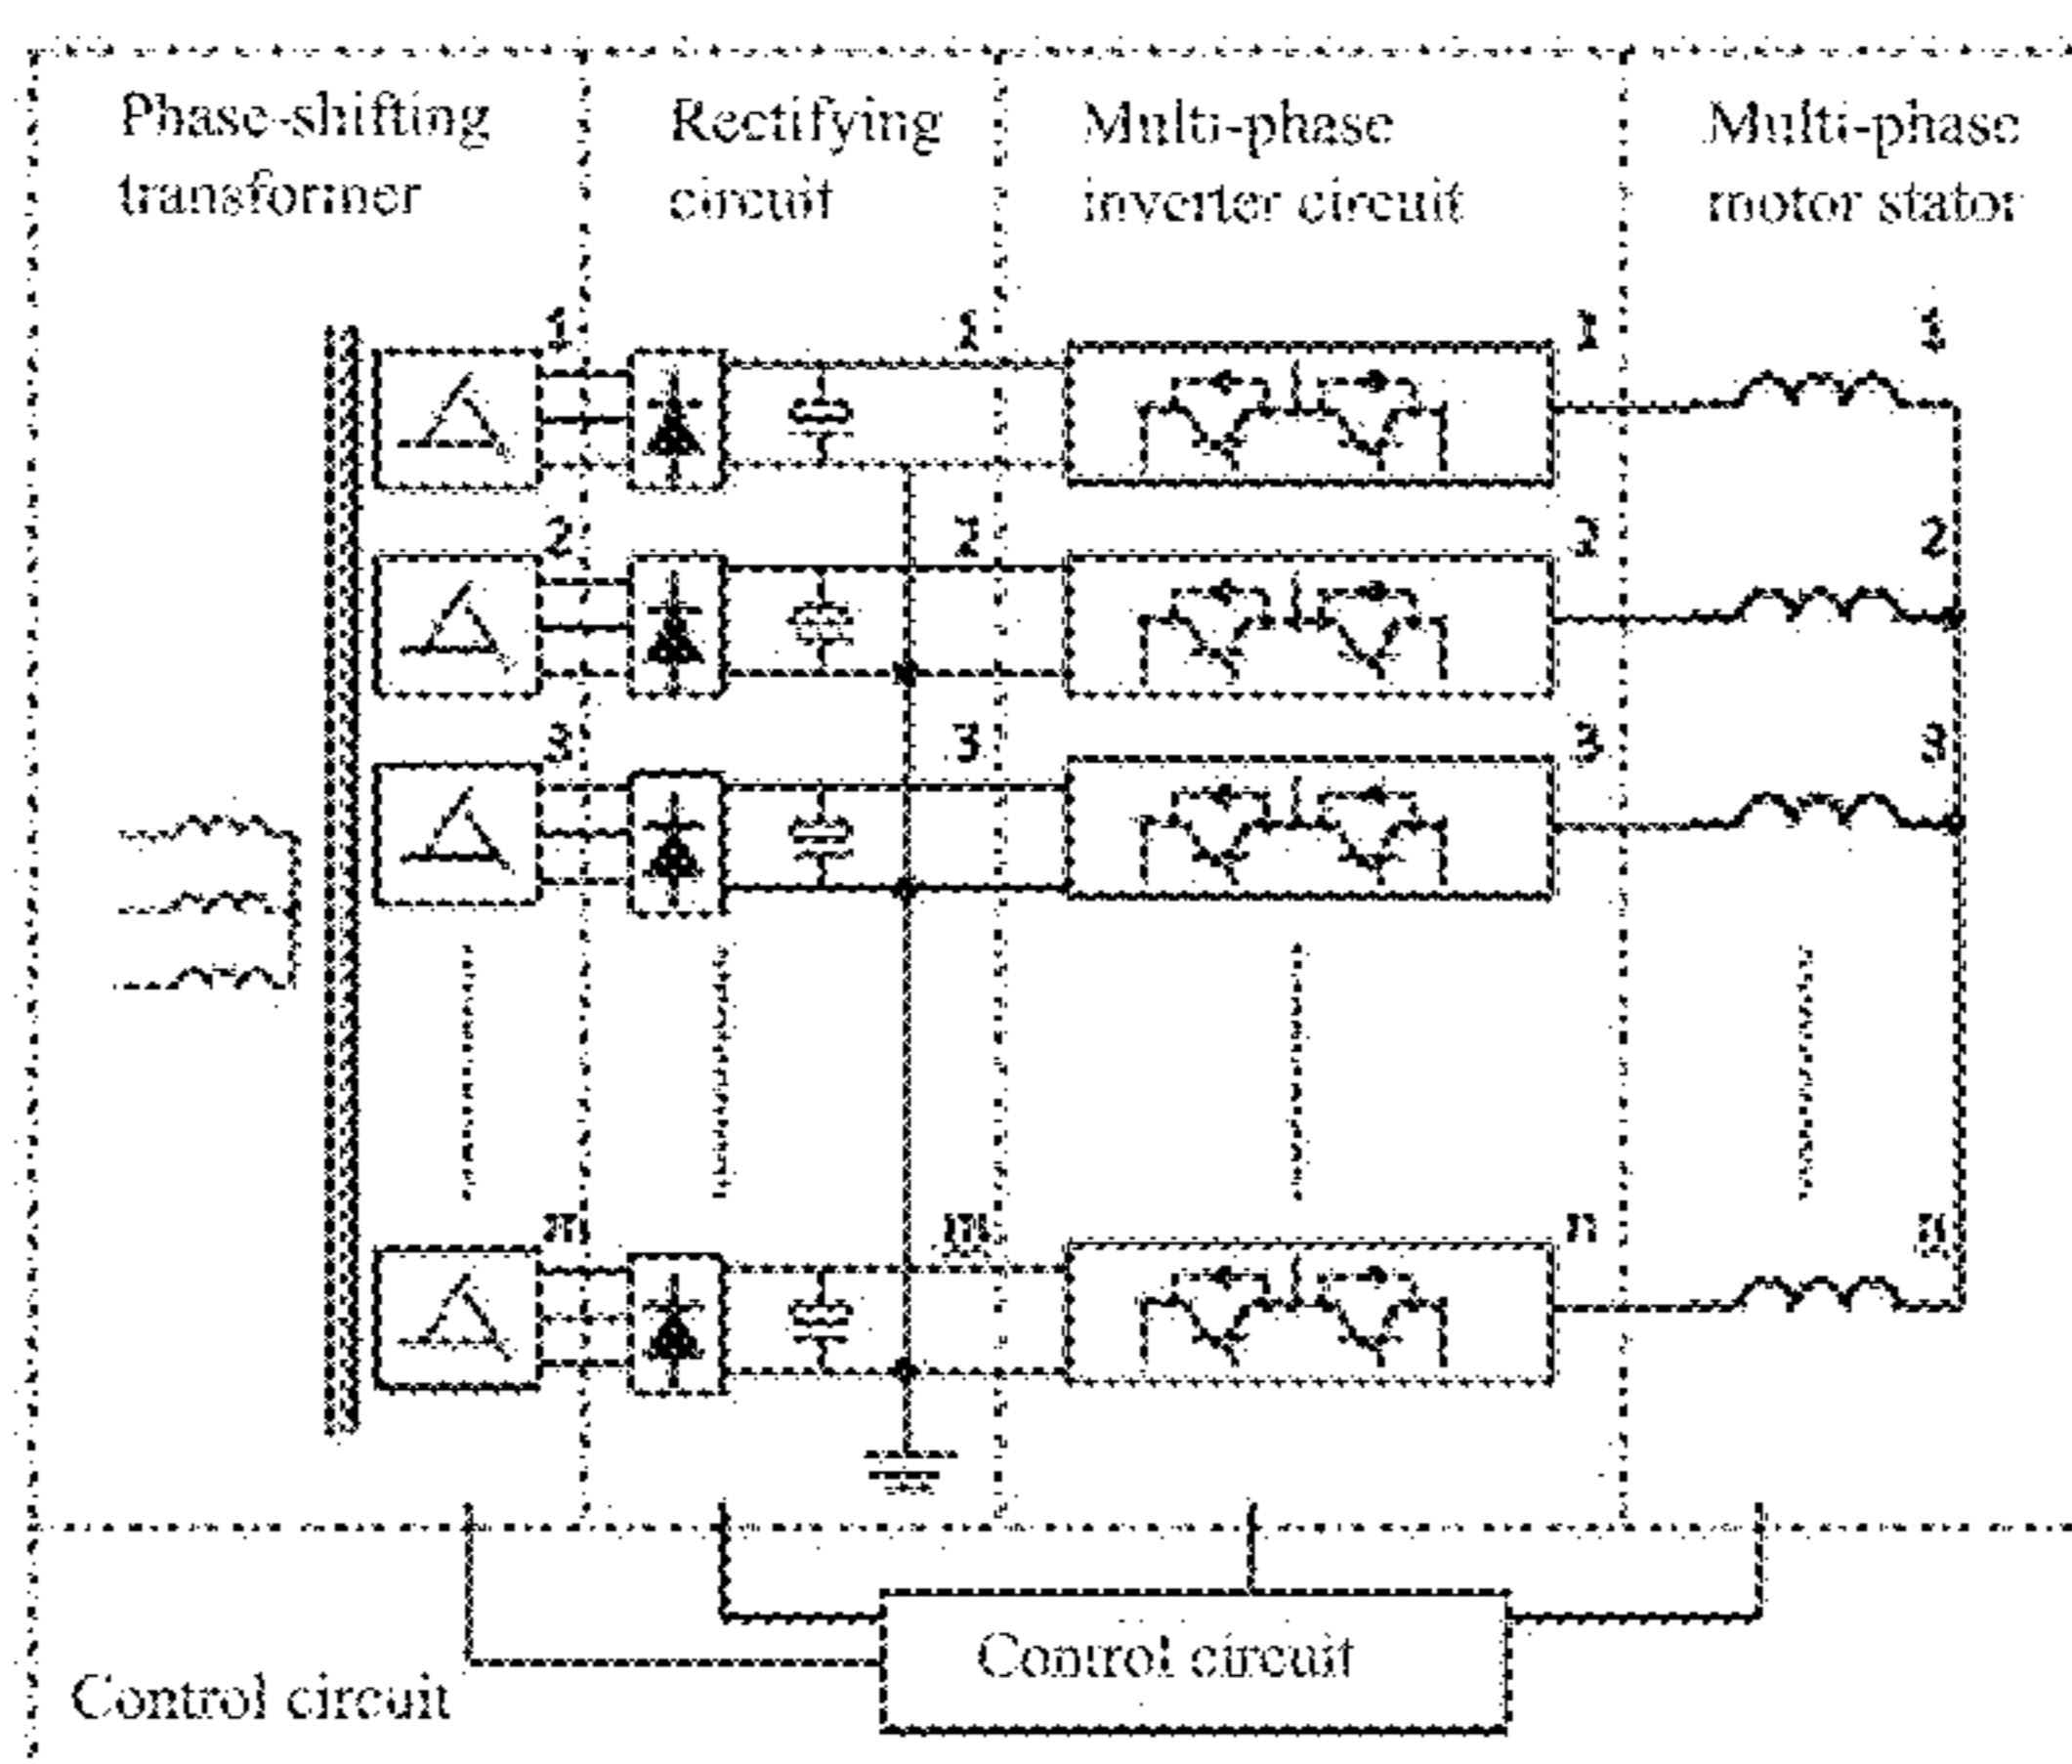 Phase-shifting
transformer
Rectifying
circuit
Multi-phase
inverter circuit
Multi-phase
motor stator
1 1 1 1
2 2 2 2
3 3 3 3
m n
Control circuit
Control circuit